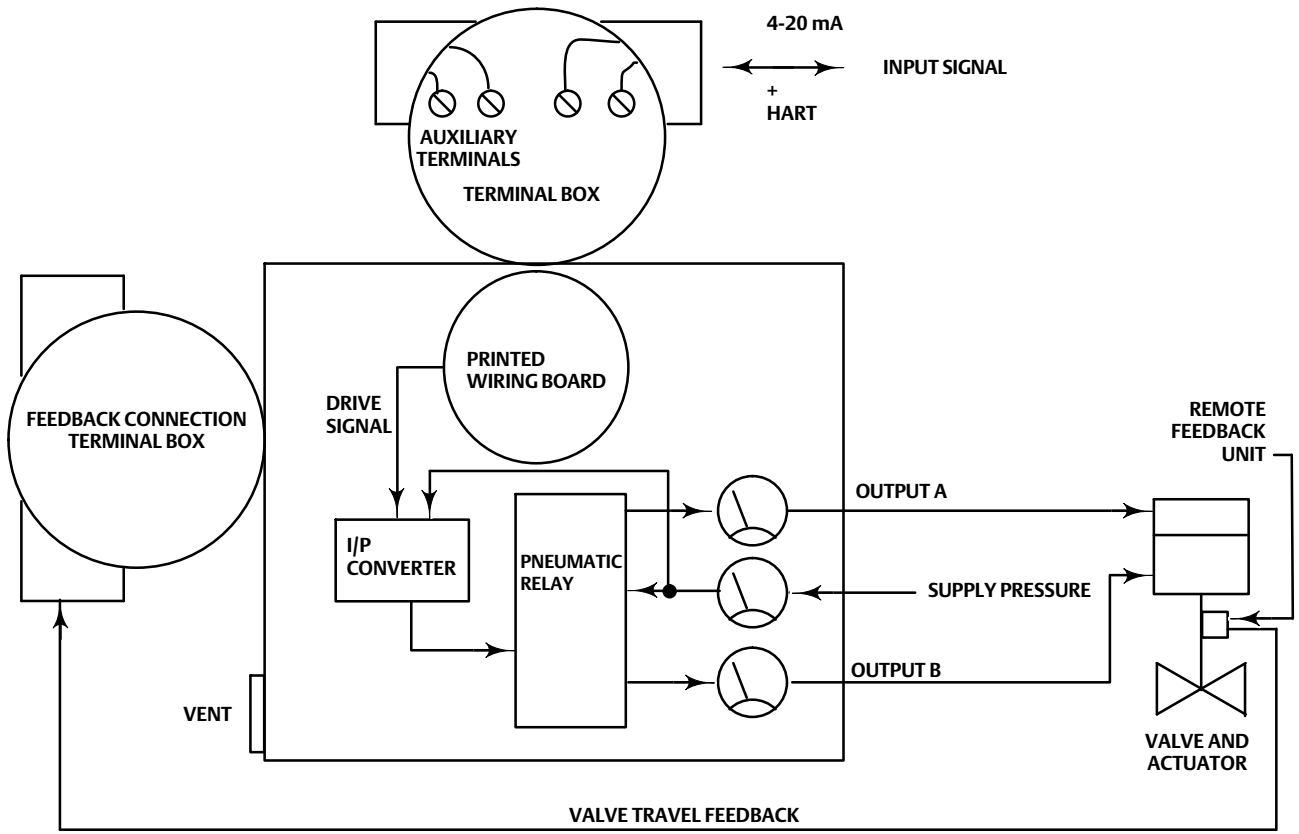 4-20 mA
INPUT SIGNAL
+
HART
AUXILIARY
TERMINALS
TERMINAL BOX
PRINTED
WIRING BOARD
DRIVE
SIGNAL
FEEDBACK CONNECTION
TERMINAL BOX
REMOTE
FEEDBACK
UNIT
OUTPUT A
I/P
CONVERTER
PNEUMATIC
RELAY
SUPPLY PRESSURE
OUTPUT B
VENT
VALVE AND
ACTUATOR
VALVE TRAVEL FEEDBACK